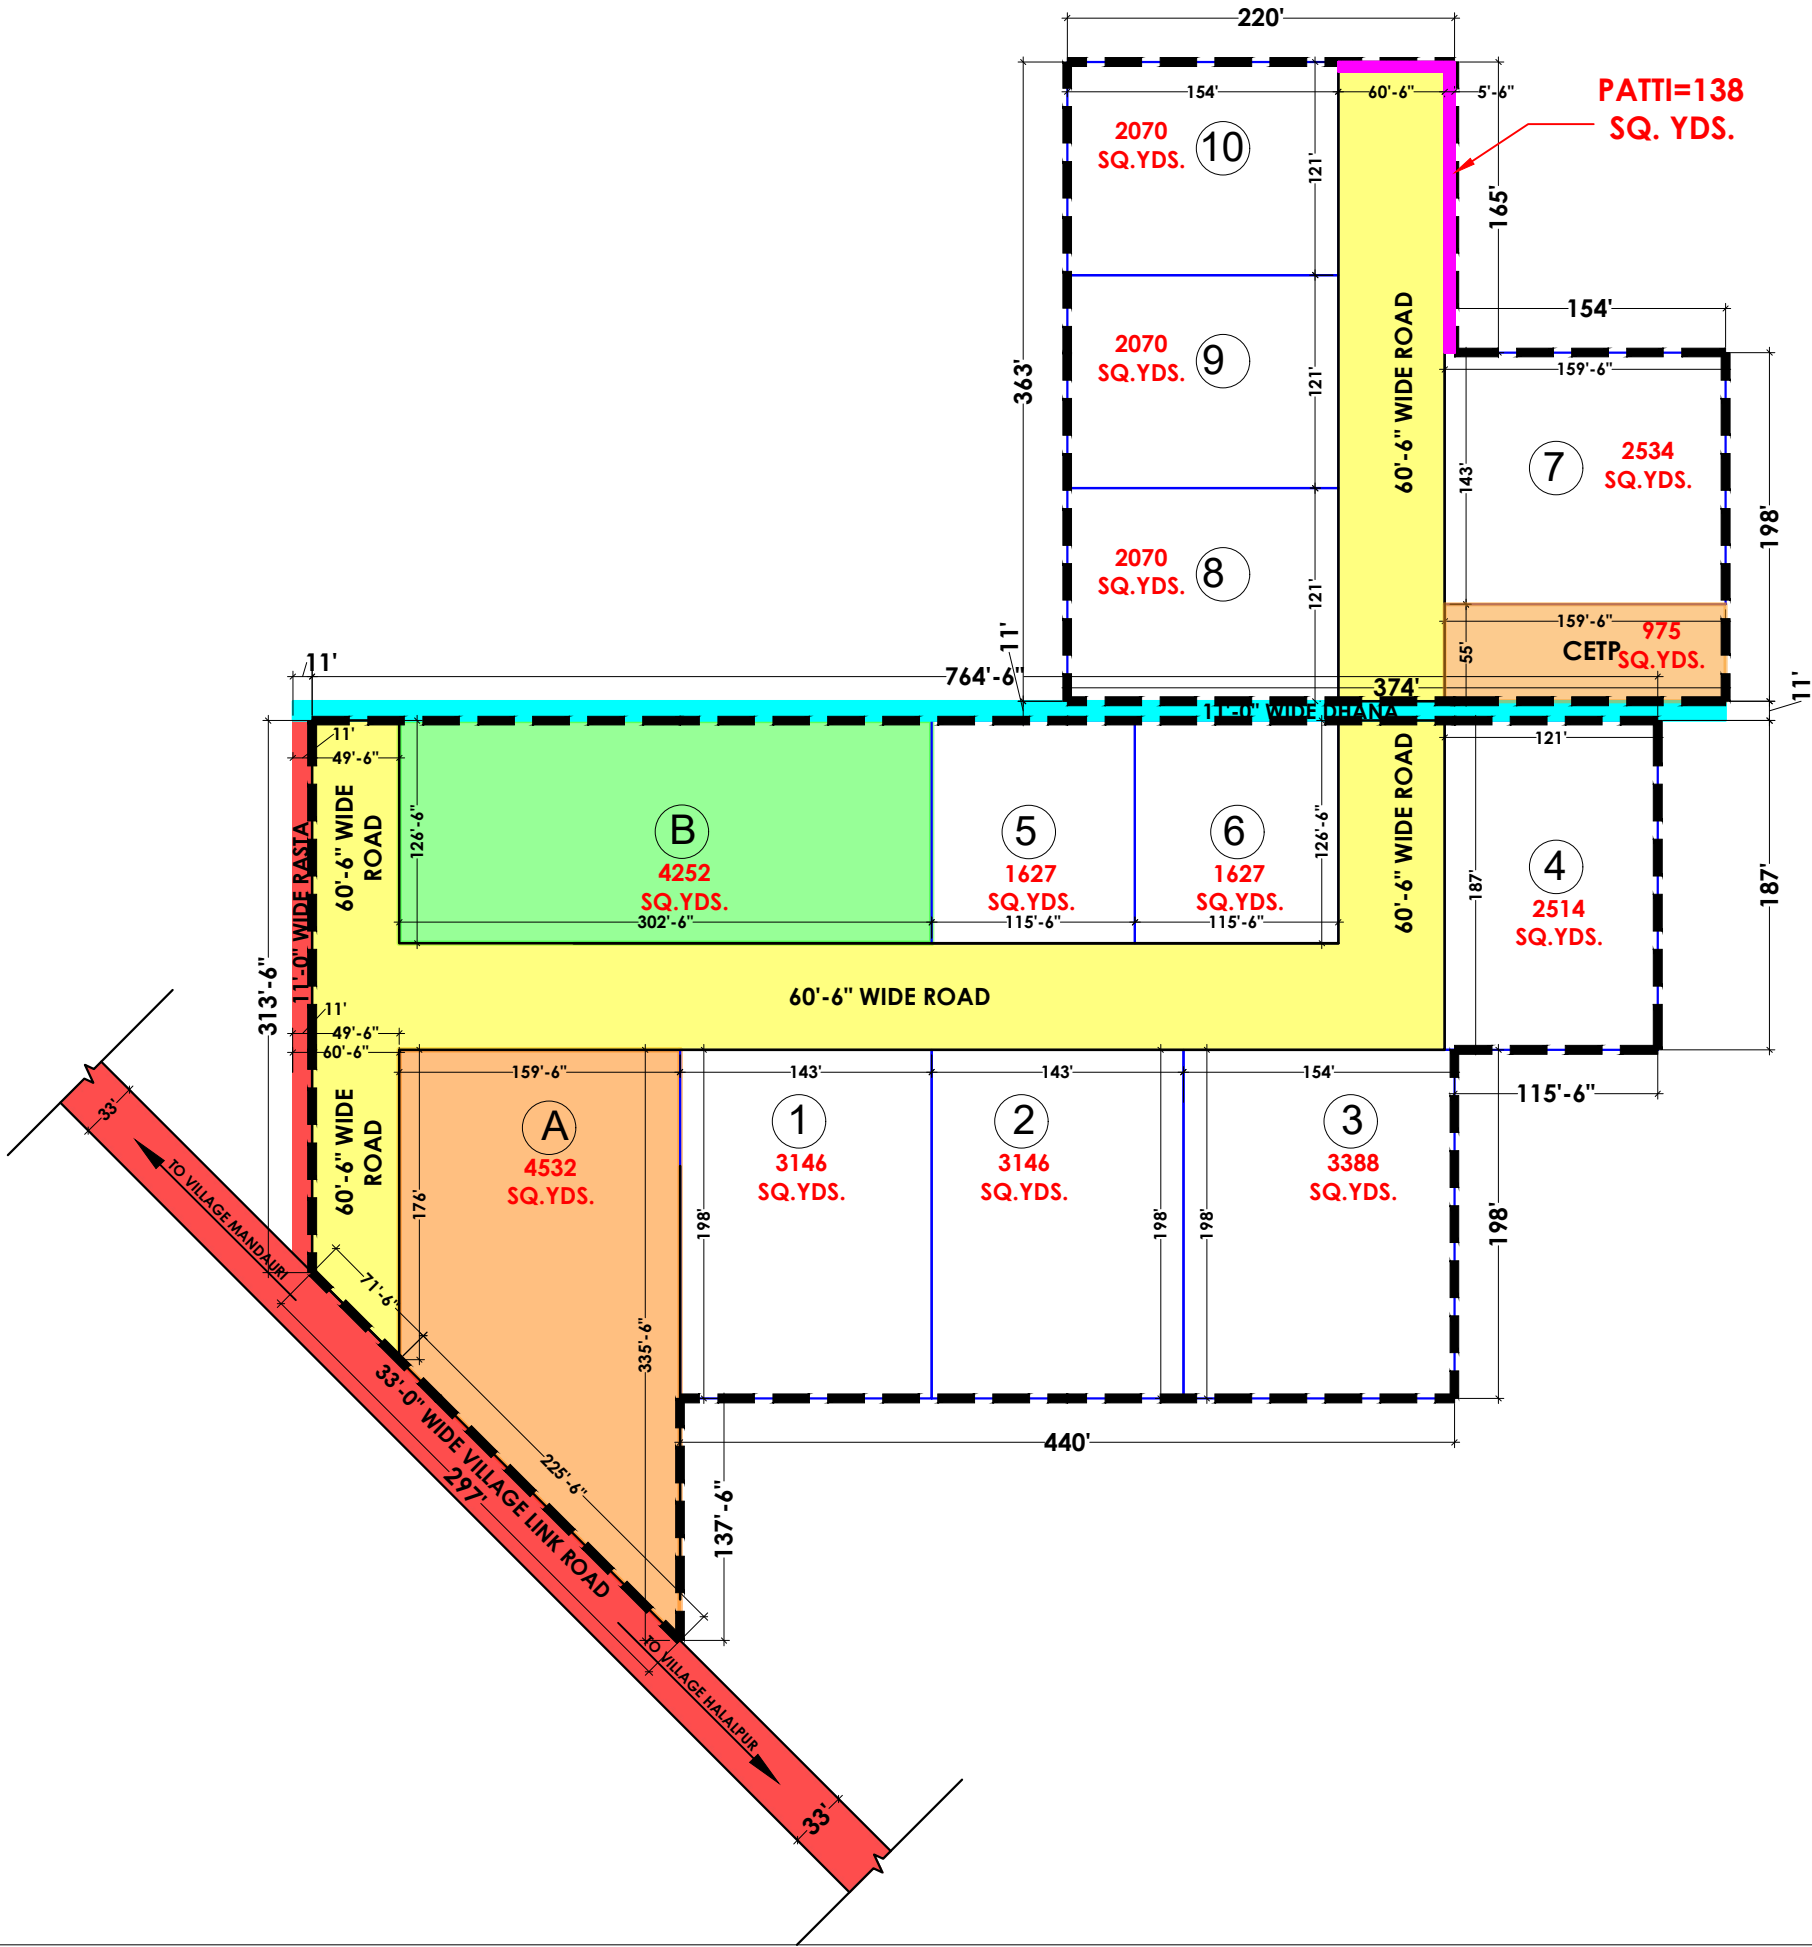 220'
154'
60'-6"
5'-6"
PATTI=138
SQ. YDS.
2070
SQ.YDS.
10
121'
165'
154'
60'-6" WIDE ROAD
159'-6"
363'
2070
SQ.YDS.
9
121'
143'
7
2534
SQ.YDS.
198'
2070
SQ.YDS.
8
121'
159'-6"
55'
CETP
975
SQ.YDS.
11'
11'
764'-6"
374'
11'
11'-0" WIDE DHANA
11'
49'-6"
121'
60'-6" WIDE
ROAD
126'-6"
B
4252
SQ.YDS.
302'-6"
5
1627
SQ.YDS.
115'-6"
6
1627
SQ.YDS.
115'-6"
126'-6"
60'-6" WIDE ROAD
187'
4
2514
SQ.YDS.
187'
11'-0" WIDE RASTA
313'-6"
60'-6" WIDE ROAD
11'
49'-6"
60'-6"
159'-6"
143'
143'
154'
115'-6"
33'
60'-6" WIDE
ROAD
176'
A
4532
SQ.YDS.
335'-6"
1
3146
SQ.YDS.
198'
2
3146
SQ.YDS.
198'
198'
3
3388
SQ.YDS.
198'
TO VILLAGE MANDAURI
71'-6"
33'-0" WIDE VILLAGE LINK ROAD
297'
225'-6"
440'
137'-6"
TO VILLAGE HALALPUR
33'